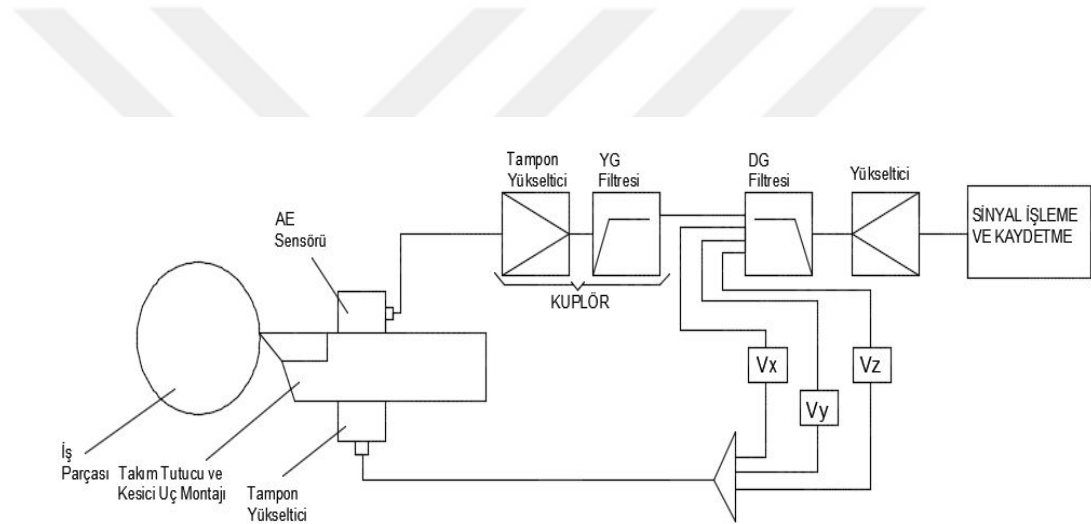 Tampon
Yükseltici
YG
Filtresi
DG
Filtresi
Yükseltici
SİNYAL İŞLEME
VE KAYDETME
AE
Sensörü
KUPLÖR
Vx
Vz
Vy
İş
Parçası
Takım Tutucu ve
Kesici Uç Montajı
Tampon
Yükseltici